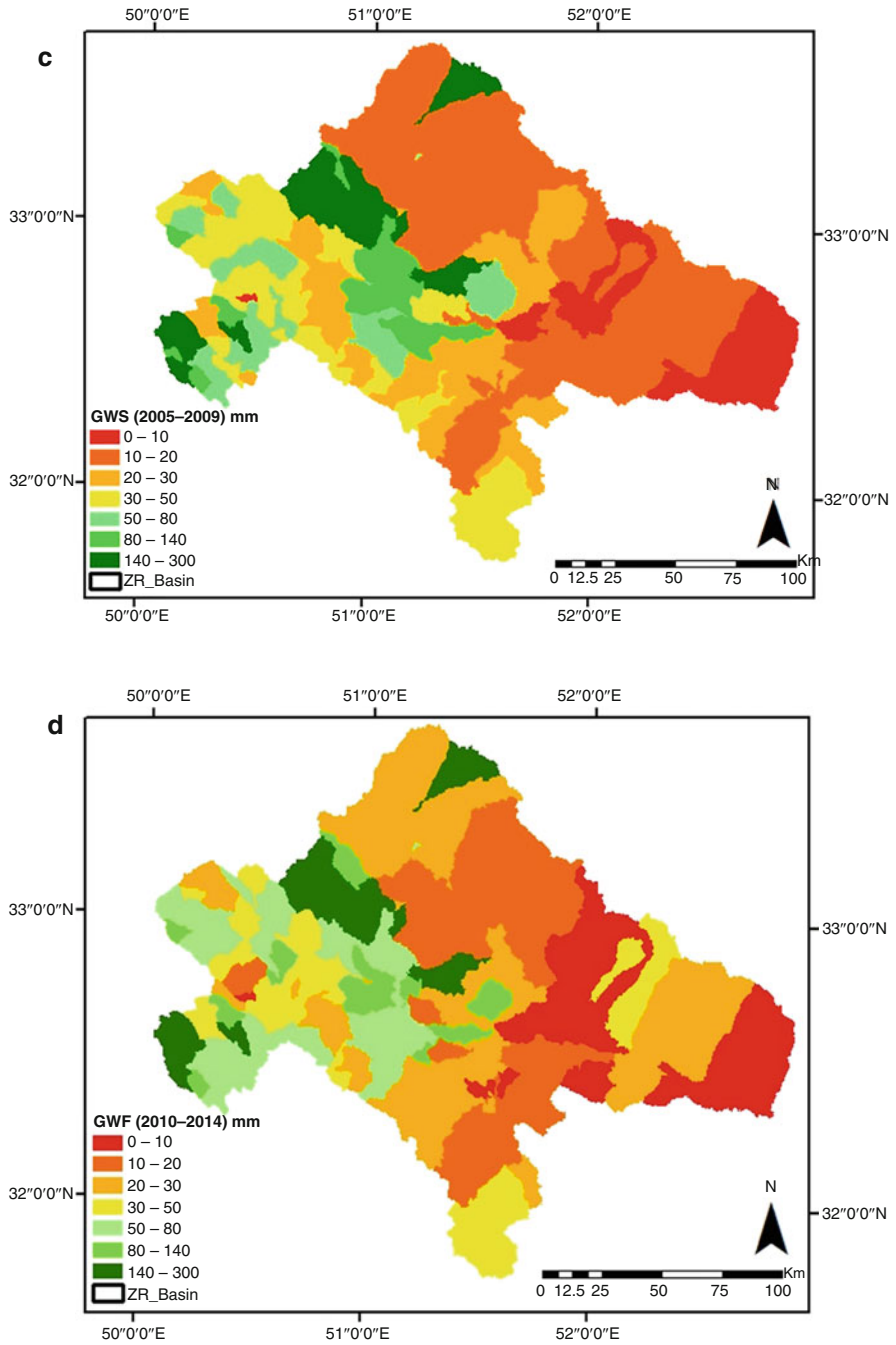 50″0′0″E 51″0′0″E 52″0′0″E
c
33″0′0″N
33″0′0″N
GWS (2005–2009) mm
0 – 10
10 – 20
20 – 30
30 – 50
50 – 80
80 – 140
140 – 300
ZR_Basin
32″0′0″N
32″0′0″N
N
Km
0 12.5 25 50 75 100
50″0′0″E 51″0′0″E 52″0′0″E
50″0′0″E 51″0′0″E 52″0′0″E
d
33″0′0″N
33″0′0″N
GWF (2010–2014) mm
0 – 10
10 – 20
20 – 30
30 – 50
50 – 80
80 – 140
140 – 300
ZR_Basin
32″0′0″N
32″0′0″N
N
Km
0 12.5 25 50 75 100
50″0′0″E 51″0′0″E 52″0′0″E